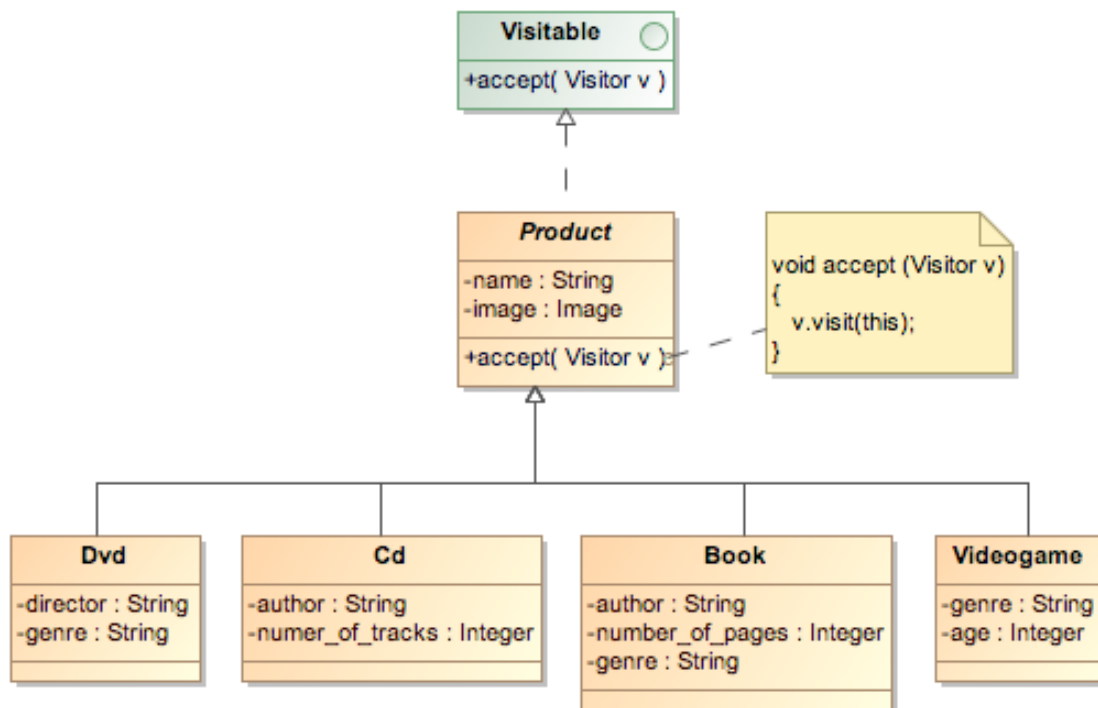 Visitable
+accept( Visitor v )
Product
-name : String
-image : Image
+accept( Visitor v )
void accept (Visitor v)
{
v.visit(this);
}
Dvd
-director : String
-genre : String
Cd
-author : String
-numer_of_tracks : Integer
Book
-author : String
-number_of_pages : Integer
-genre : String
Videogame
-genre : String
-age : Integer